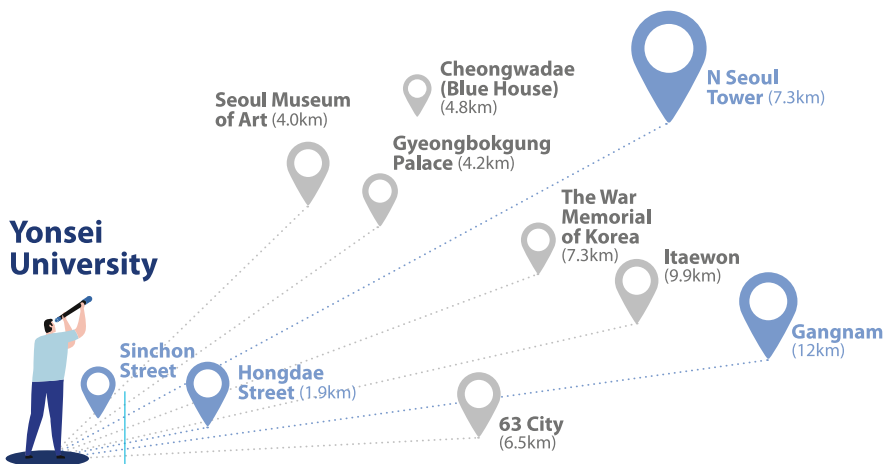 Cheongwadae
(Blue House)
(4.8km)
N Seoul
Tower (7.3km)
Seoul Museum
of Art (4.0km)
Gyeongbokgung
Palace (4.2km)
The War
Memorial
of Korea
(7.3km)
Itaewon
(9.9km)
Yonsei
University
Gangnam
(12km)
Sinchon
Street
Hongdae
Street (1.9km)
63 City
(6.5km)